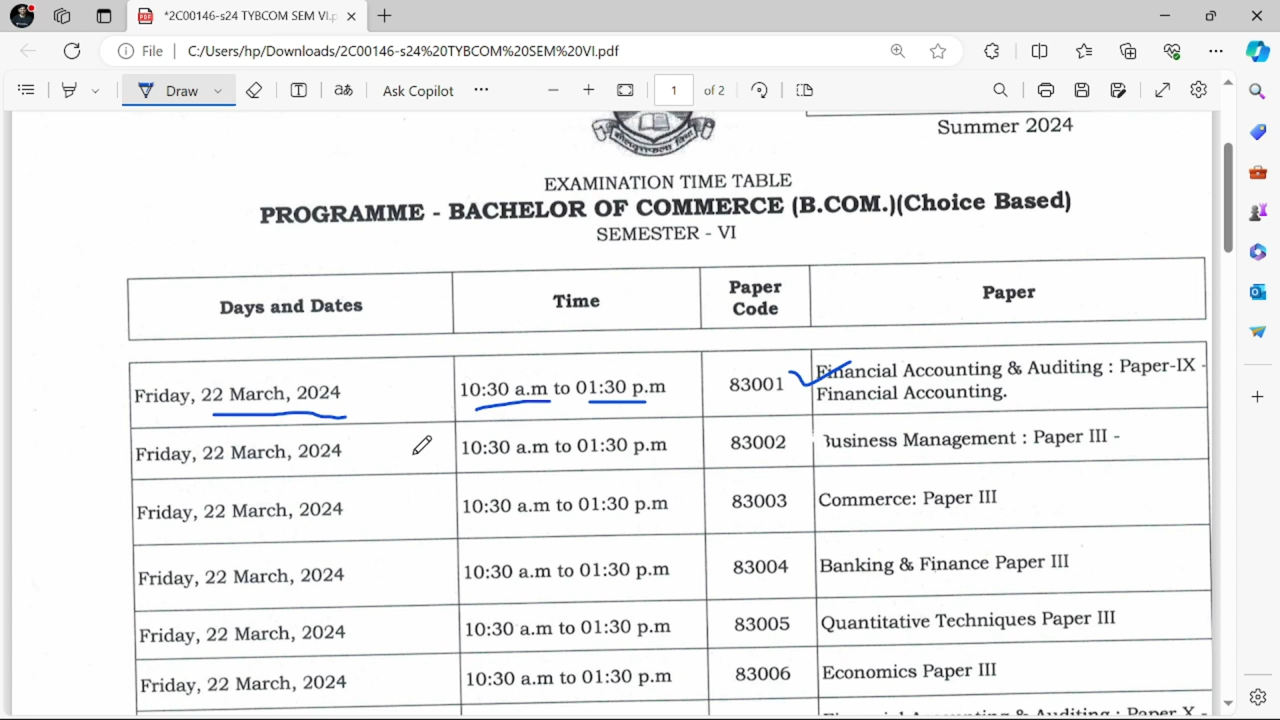 *2C00146-s24 TYBCOM SEM VI.p
File
C:/Users/hp/Downloads/2C00146-s24%20TYBCOM%20SEM%20VI.pdf
Draw
aあ
Ask Copilot
1
of 2
Summer 2024
EXAMINATION TIME TABLE
PROGRAMME - BACHELOR OF COMMERCE (B.COM.)(Choice Based)
SEMESTER - VI
Days and Dates Time Paper Code Paper
Friday, 22 March, 2024 10:30 a.m to 01:30 p.m 83001 Financial Accounting & Auditing : Paper-IX -
Financial Accounting.
Friday, 22 March, 2024 10:30 a.m to 01:30 p.m 83002 Business Management : Paper III -
Friday, 22 March, 2024 10:30 a.m to 01:30 p.m 83003 Commerce: Paper III
Friday, 22 March, 2024 10:30 a.m to 01:30 p.m 83004 Banking & Finance Paper III
Friday, 22 March, 2024 10:30 a.m to 01:30 p.m 83005 Quantitative Techniques Paper III
Friday, 22 March, 2024 10:30 a.m to 01:30 p.m 83006 Economics Paper III